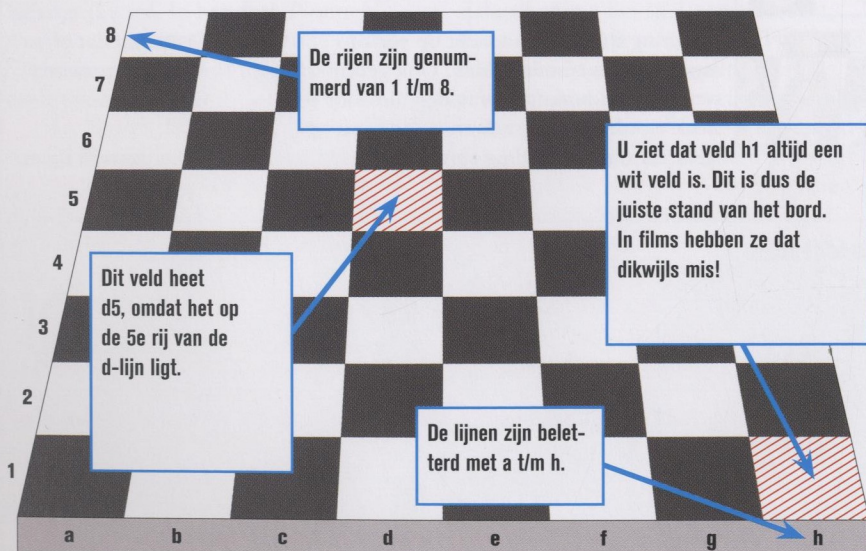 8
De rijen zijn genum-
merd van 1 t/m 8.
7
6
U ziet dat veld h1 altijd een
wit veld is. Dit is dus de
juiste stand van het bord.
In films hebben ze dat
dikwijls mis!
5
4
Dit veld heet
d5, omdat het op
de 5e rij van de
d-lijn ligt.
3
2
De lijnen zijn belet-
terd met a t/m h.
1
a b c d e f g h